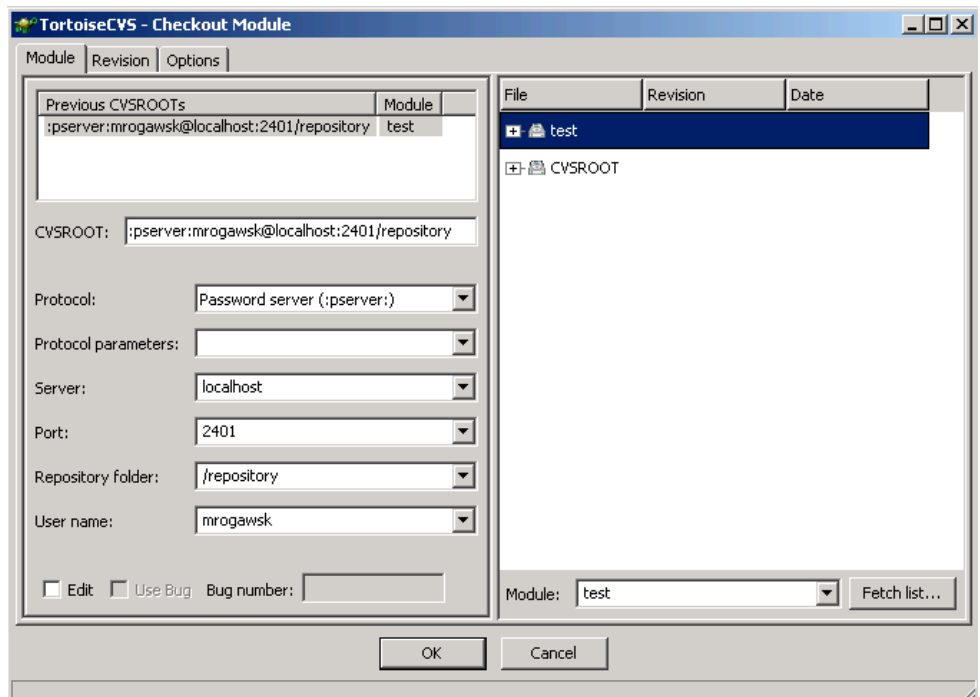 TortoiseCVS - Checkout Module
Module Revision Options
Previous CVSROOTs Module
:pserver:mrogawsk@localhost:2401/repository test
CVSROOT: :pserver:mrogawsk@localhost:2401/repository
Protocol: Password server (:pserver:)
Protocol parameters:
Server: localhost
Port: 2401
Repository folder: /repository
User name: mrogawsk
Edit Use Bug Bug number:
File Revision Date
test
CVSROOT
Module: test Fetch list...
OK Cancel